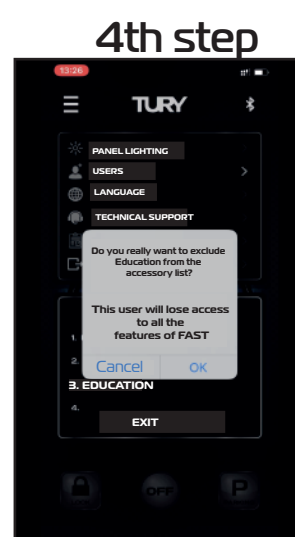 4th step
13:26
TURY
PANEL LIGHTING
USERS
LANGUAGE
TECHNICAL SUPPORT
Do you really want to exclude
Education from the
accessory list?
This user will lose access
to all the
features of FAST
Cancel OK
1.
2.
3. EDUCATION
4.
EXIT
OFF
P